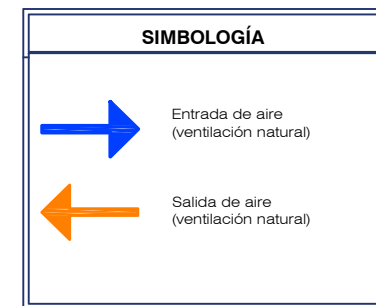 SIMBOLOGÍA
Entrada de aire
(ventilación natural)
Salida de aire
(ventilación natural)